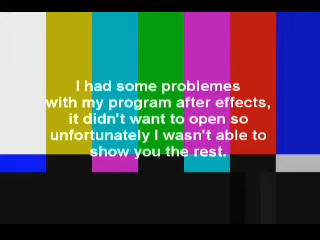 I had some problemes
with my program after effects,
it didn't want to open so
unfortunately I wasn't able to
show you the rest.